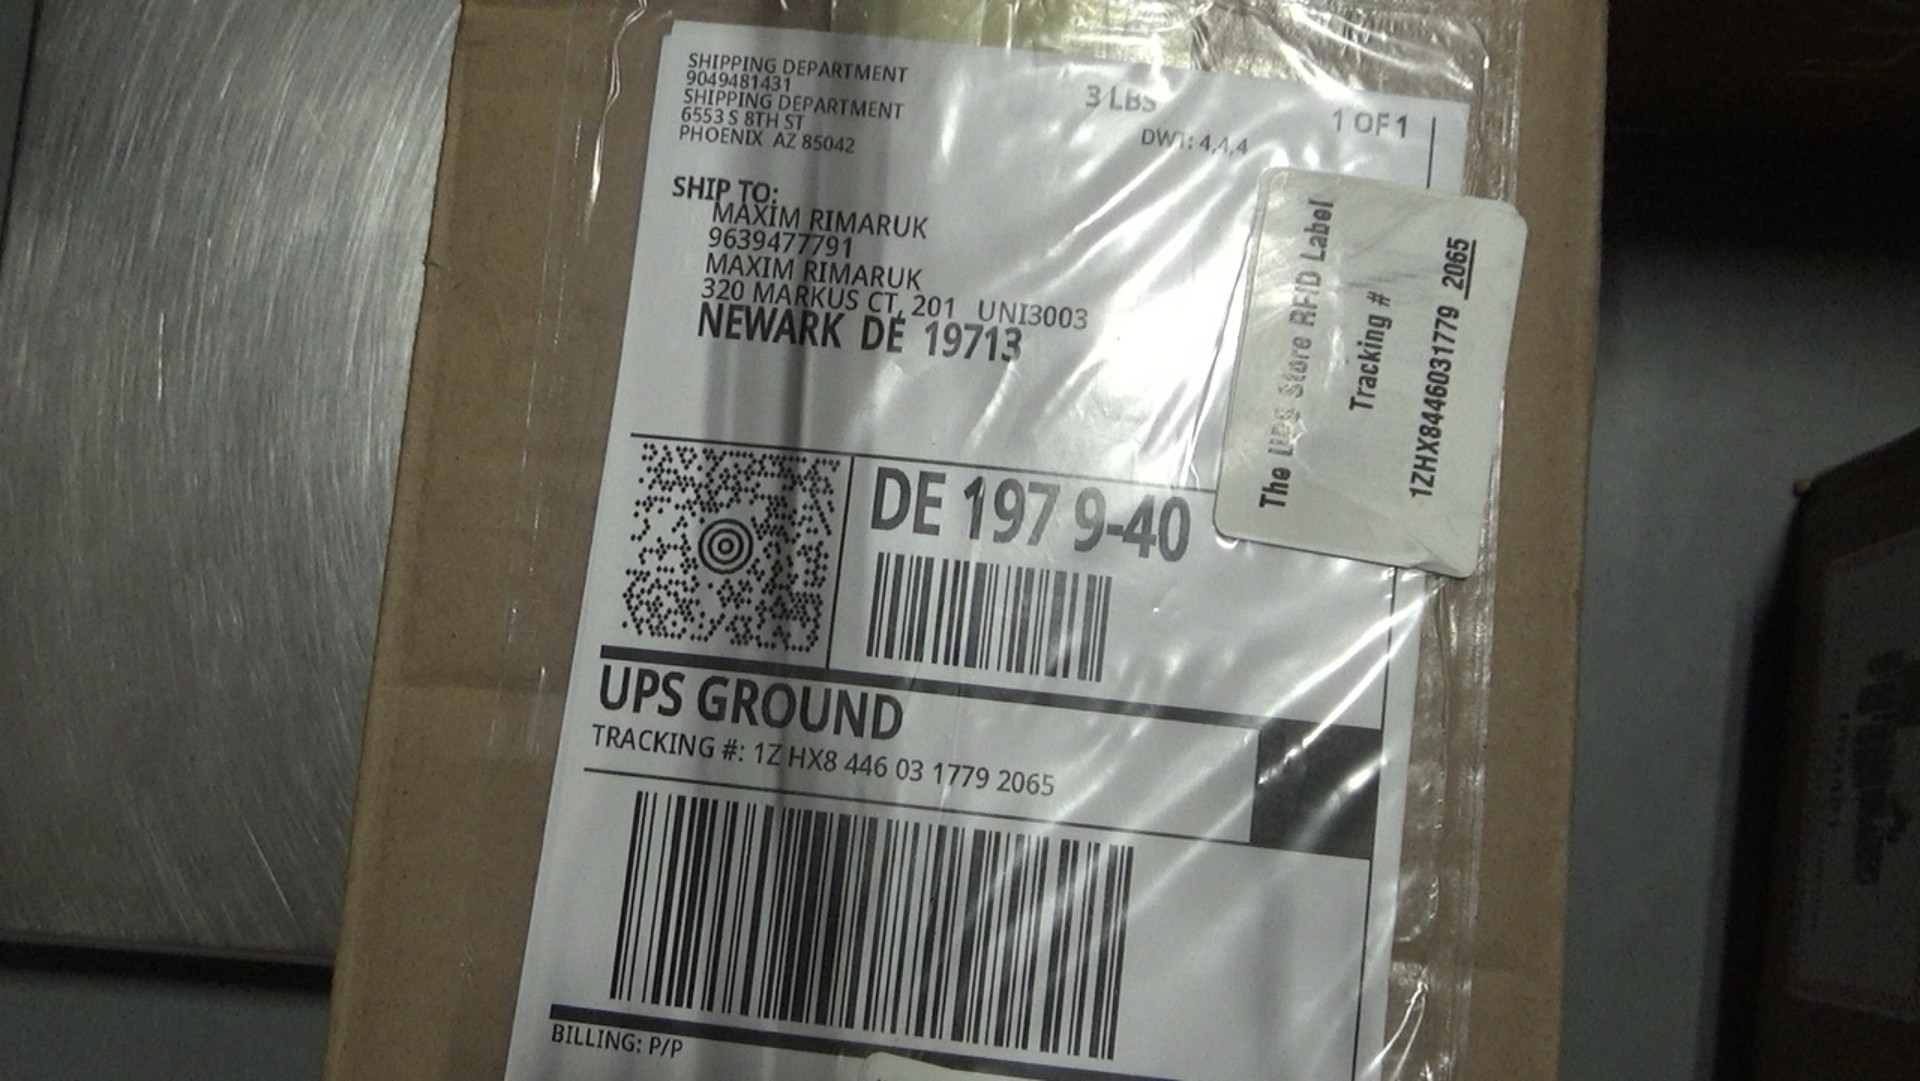 SHIPPING DEPARTMENT
9049481431
SHIPPING DEPARTMENT
6553 S 8TH ST
PHOENIX AZ 85042
3 LBS
1 OF 1
DWT: 4,4,4
SHIP TO:
MAXIM RIMARUK
9639477791
MAXIM RIMARUK
320 MARKUS CT, 201 UNI3003
NEWARK DE 19713
The UPS Store RFID Label
Tracking #
1ZHX84460317792065
DE 197 9-40
UPS GROUND
TRACKING #: 1Z HX8 446 03 1779 2065
BILLING: P/P